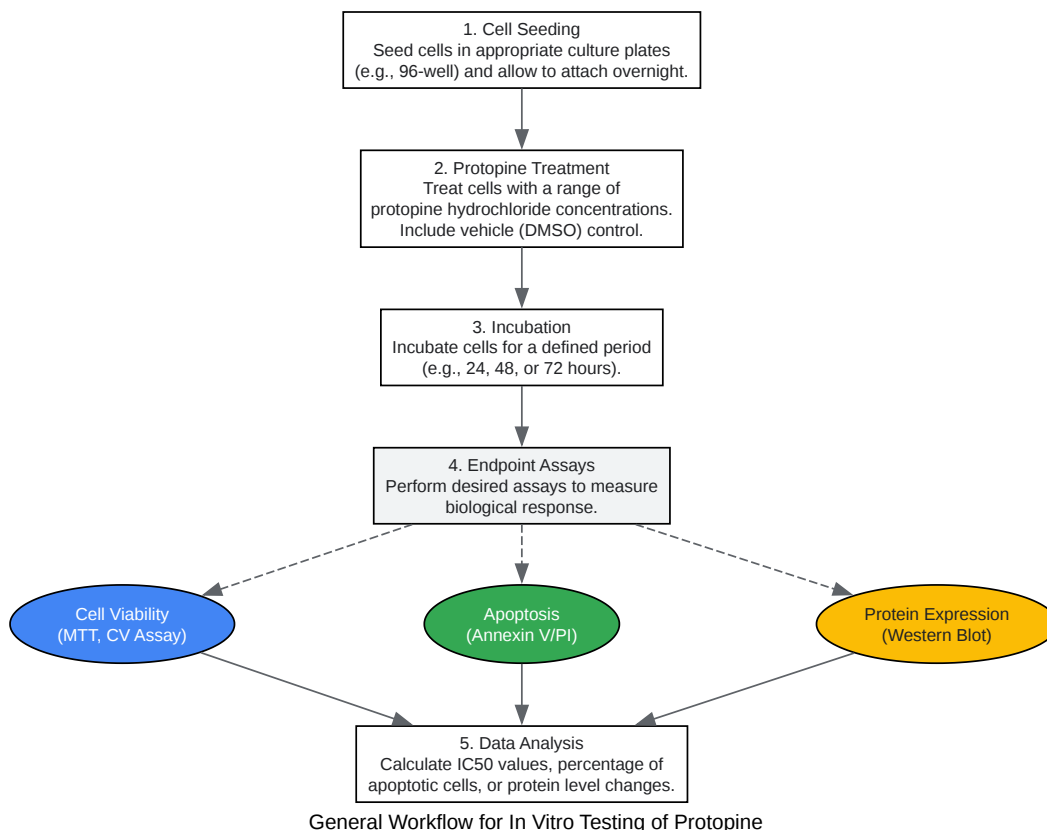 1. Cell Seeding
Seed cells in appropriate culture plates
(e.g., 96-well) and allow to attach overnight.
2. Protopine Treatment
Treat cells with a range of
protopine hydrochloride concentrations.
Include vehicle (DMSO) control.
3. Incubation
Incubate cells for a defined period
(e.g., 24, 48, or 72 hours).
4. Endpoint Assays
Perform desired assays to measure
biological response.
Cell Viability
(MTT, CV Assay)
Apoptosis
(Annexin V/PI)
Protein Expression
(Western Blot)
5. Data Analysis
Calculate IC50 values, percentage of
apoptotic cells, or protein level changes.
General Workflow for In Vitro Testing of Protopine